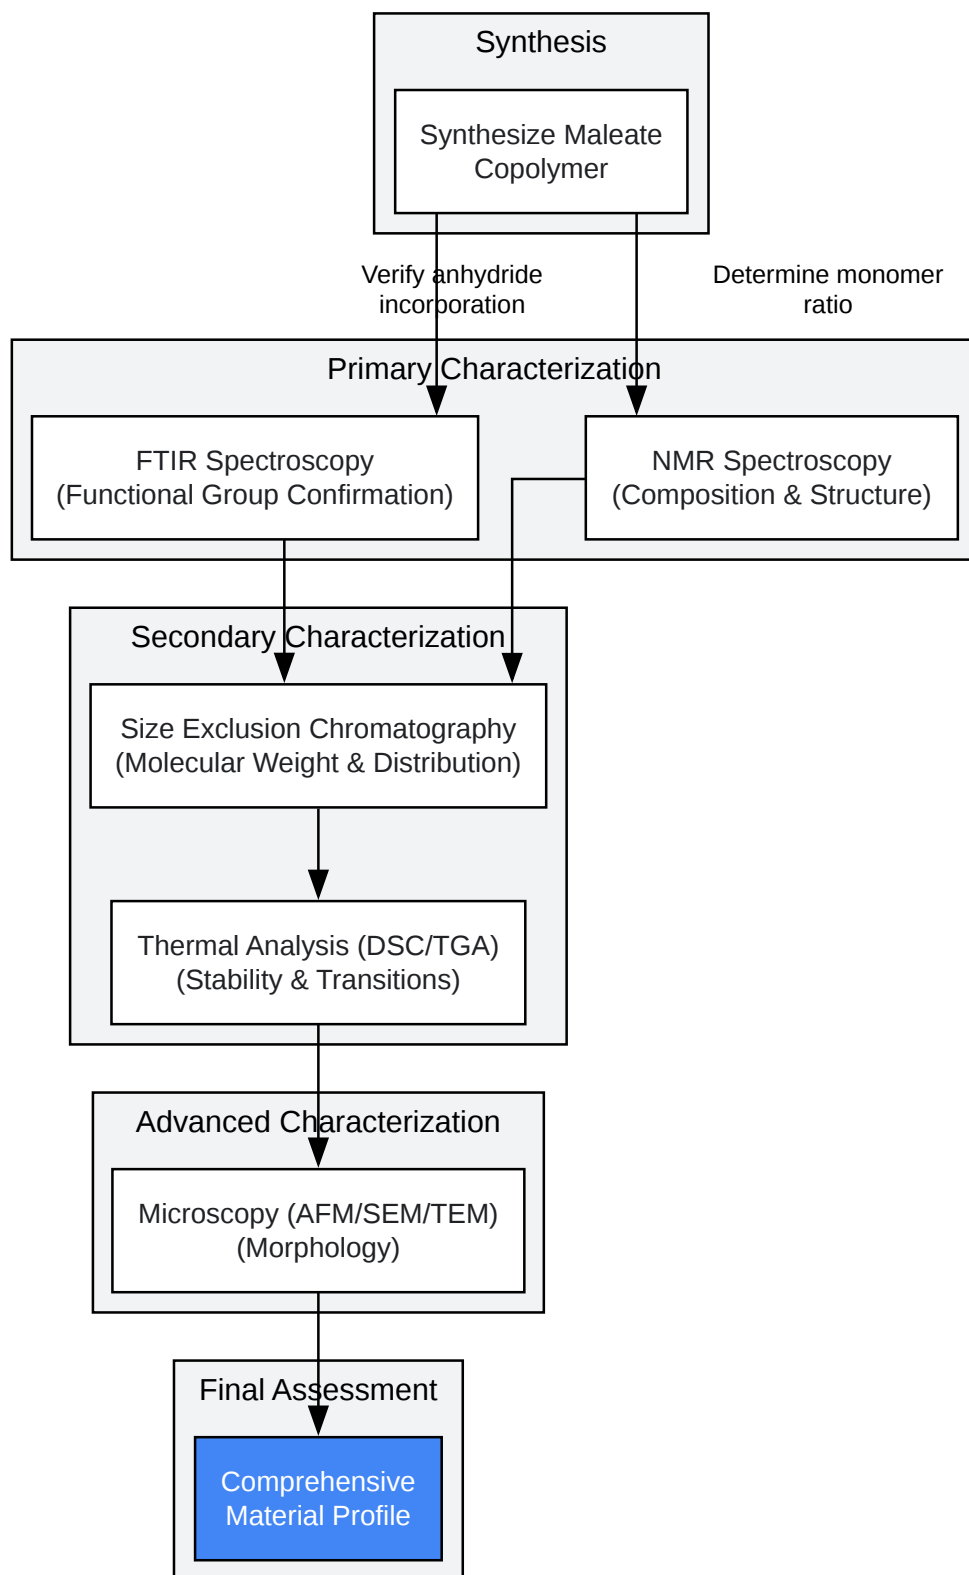 Synthesis
Synthesize Maleate
Copolymer
Verify anhydride
incorporation
Determine monomer
ratio
Primary Characterization
FTIR Spectroscopy
(Functional Group Confirmation)
NMR Spectroscopy
(Composition & Structure)
Secondary Characterization
Size Exclusion Chromatography
(Molecular Weight & Distribution)
Thermal Analysis (DSC/TGA)
(Stability & Transitions)
Advanced Characterization
Microscopy (AFM/SEM/TEM)
(Morphology)
Final Assessment
Comprehensive
Material Profile